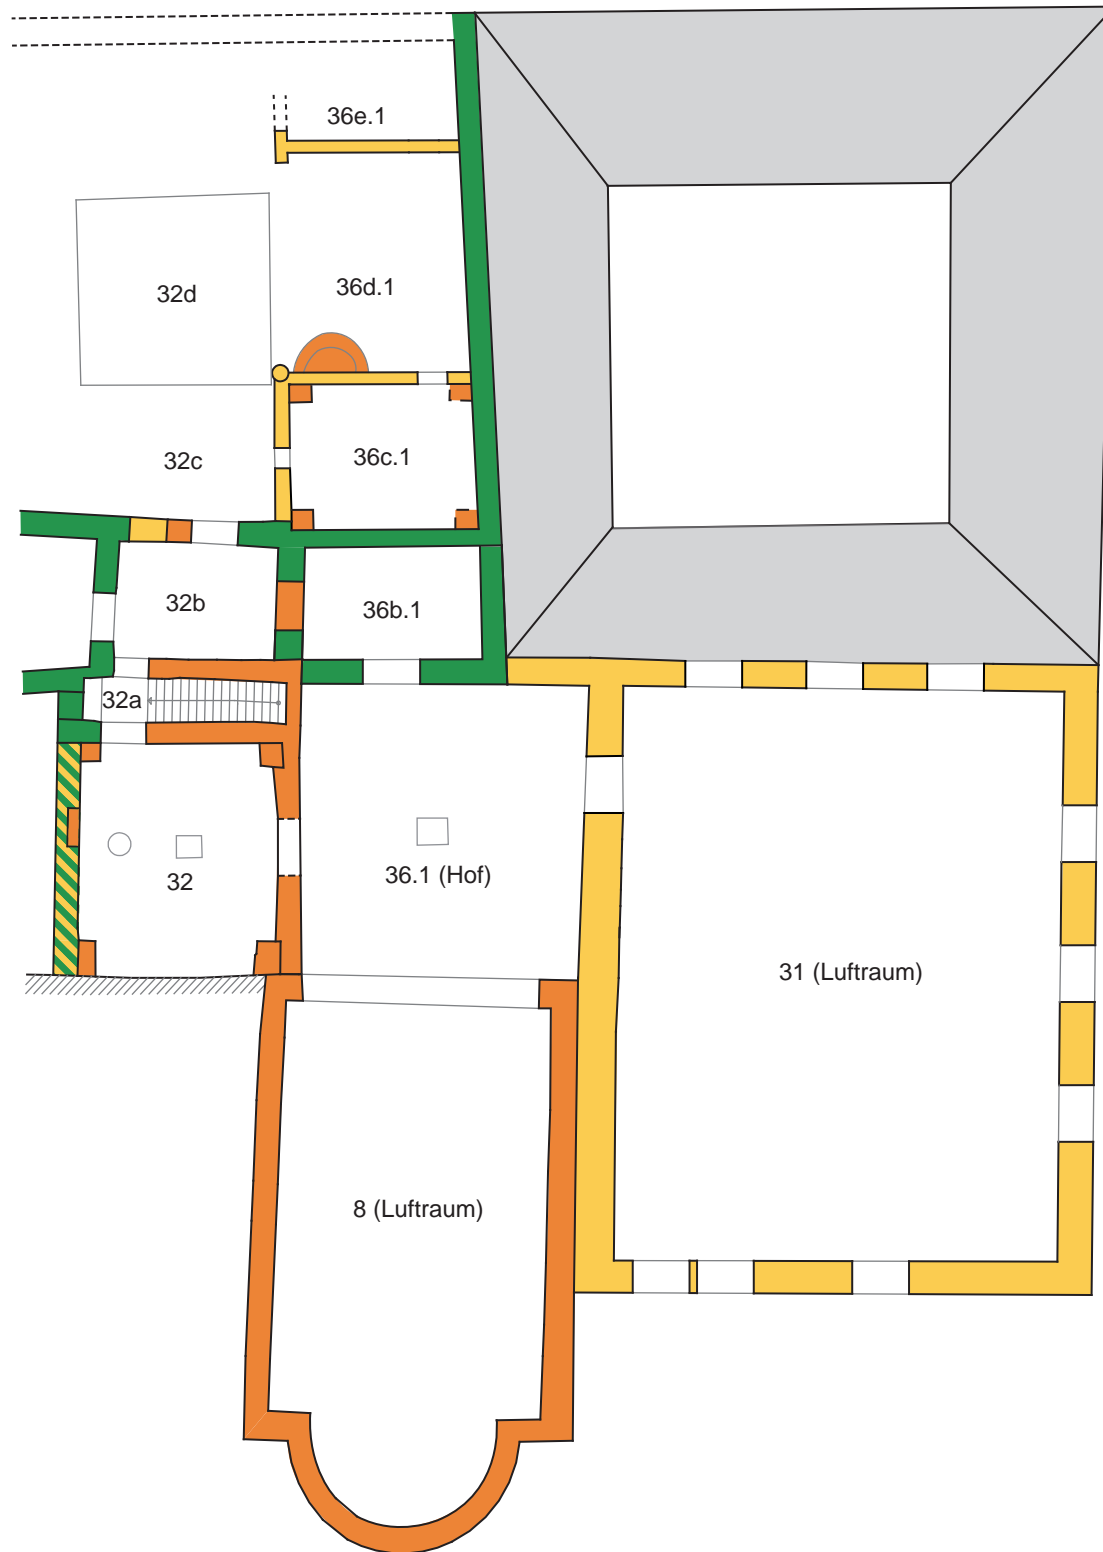 36e.1
32d
36d.1
32c
36c.1
32b
36b.1
32a
32
36.1 (Hof)
31 (Luftraum)
8 (Luftraum)